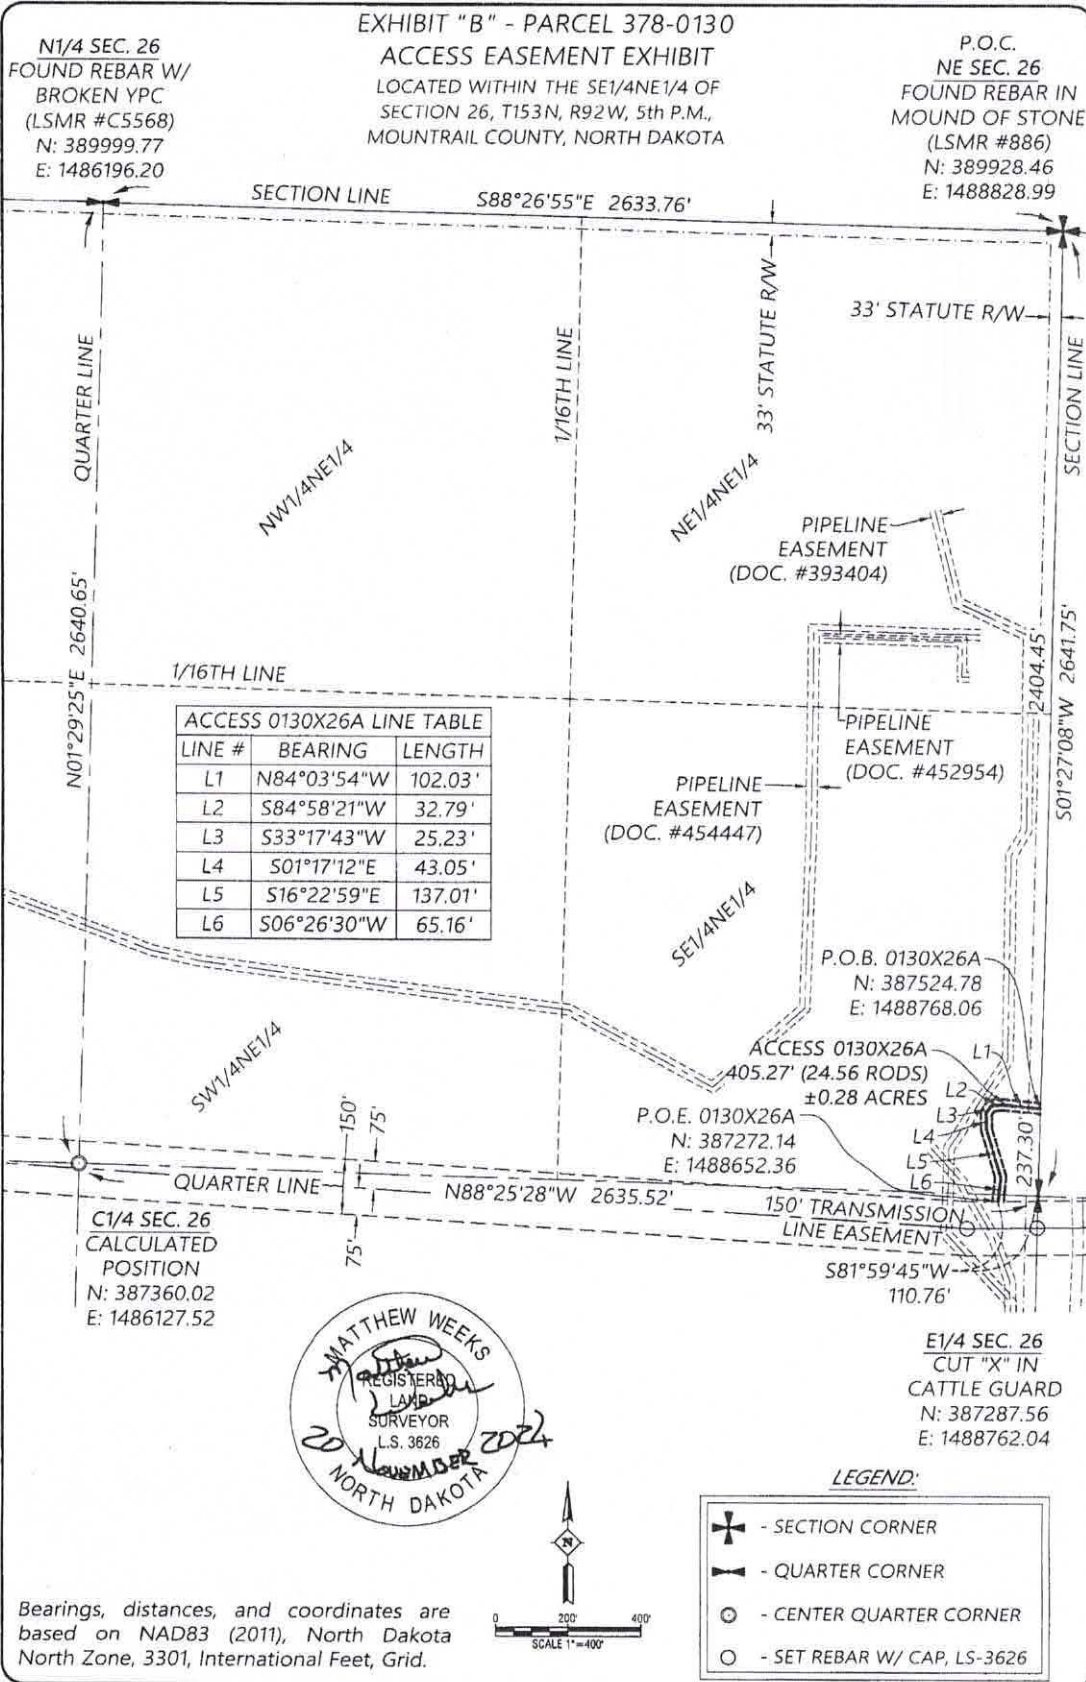 EXHIBIT "B" - PARCEL 378-0130
ACCESS EASEMENT EXHIBIT
LOCATED WITHIN THE SE1/4NE1/4 OF
SECTION 26, T153N, R92W, 5th P.M.,
MOUNTRAIL COUNTY, NORTH DAKOTA
N1/4 SEC. 26
FOUND REBAR W/
BROKEN YPC
(LSMR #C5568)
N: 389999.77
E: 1486196.20
P.O.C.
NE SEC. 26
FOUND REBAR IN
MOUND OF STONE
(LSMR #886)
N: 389928.46
E: 1488828.99
SECTION LINE
S88°26'55"E 2633.76'
33' STATUTE R/W
33' STATUTE R/W
SECTION LINE
QUARTER LINE
1/16TH LINE
NW1/4NE1/4
NE1/4NE1/4
PIPELINE
EASEMENT
(DOC. #393404)
N01°29'25"E 2640.65'
2404.45'
S01°27'08"W 2641.75'
1/16TH LINE
ACCESS 0130X26A LINE TABLE
LINE # BEARING LENGTH
L1 N84°03'54"W 102.03'
L2 S84°58'21"W 32.79'
L3 S33°17'43"W 25.23'
L4 S01°17'12"E 43.05'
L5 S16°22'59"E 137.01'
L6 S06°26'30"W 65.16'
PIPELINE
EASEMENT
(DOC. #452954)
PIPELINE
EASEMENT
(DOC. #454447)
SE1/4NE1/4
SW1/4NE1/4
P.O.B. 0130X26A
N: 387524.78
E: 1488768.06
ACCESS 0130X26A
405.27' (24.56 RODS)
±0.28 ACRES
P.O.E. 0130X26A
N: 387272.14
E: 1488652.36
L1
L2
L3
L4
L5
L6
237.30'
150'
75'
75'
QUARTER LINE
N88°25'28"W 2635.52'
150' TRANSMISSION
LINE EASEMENT
S81°59'45"W
110.76'
C1/4 SEC. 26
CALCULATED
POSITION
N: 387360.02
E: 1486127.52
E1/4 SEC. 26
CUT "X" IN
CATTLE GUARD
N: 387287.56
E: 1488762.04
MATTHEW WEEKS
REGISTERED
LAND
SURVEYOR
L.S. 3626
20 NOVEMBER 2024
NORTH DAKOTA
N
0 200' 400'
SCALE 1"=400'
LEGEND:
- SECTION CORNER
- QUARTER CORNER
- CENTER QUARTER CORNER
- SET REBAR W/ CAP, LS-3626
Bearings, distances, and coordinates are
based on NAD83 (2011), North Dakota
North Zone, 3301, International Feet, Grid.